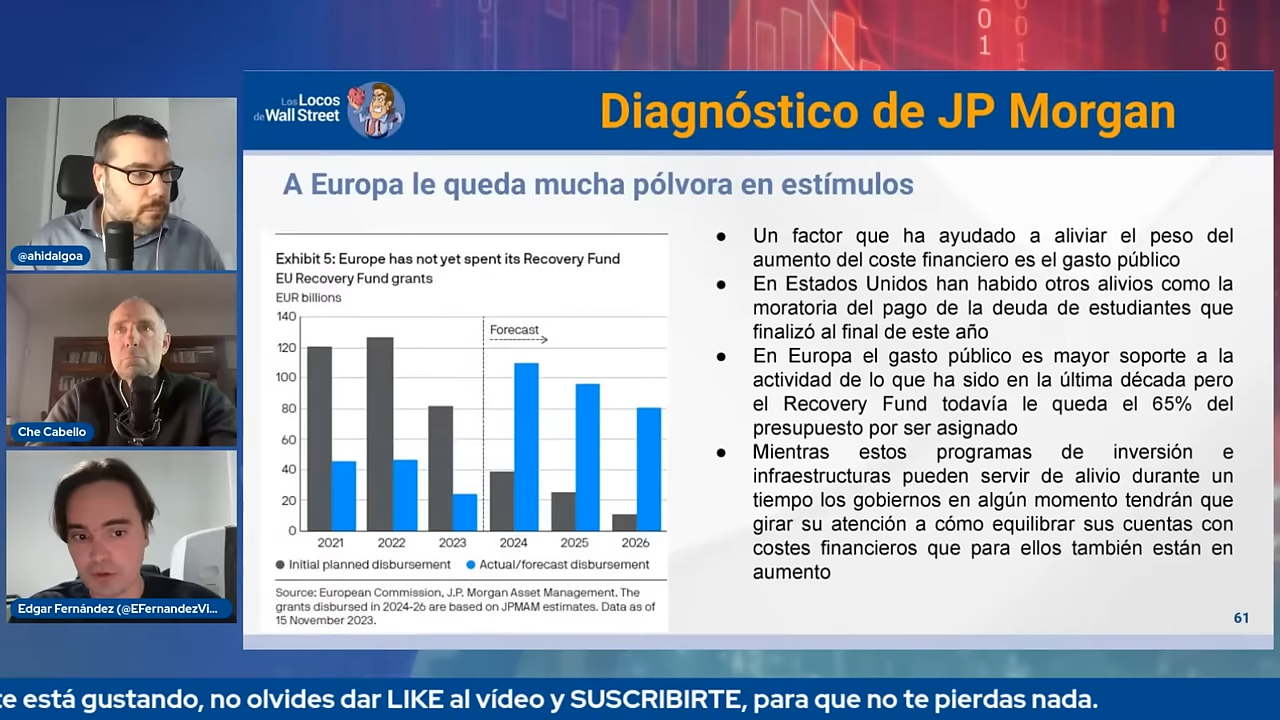 Los Locos
de Wall Street
Diagnóstico de JP Morgan
A Europa le queda mucha pólvora en estímulos
@ahidalgoa
Che Cabello
Edgar Fernández (@EFernandezVi...
Exhibit 5: Europe has not yet spent its Recovery Fund
EU Recovery Fund grants
EUR billions
140
120
100
80
60
40
20
0
Forecast
2021 2022 2023 2024 2025 2026
Initial planned disbursement Actual/forecast disbursement
Source: European Commission, J.P. Morgan Asset Management. The
grants disbursed in 2024-26 are based on JPMAM estimates. Data as of
15 November 2023.
● Un factor que ha ayudado a aliviar el peso del
aumento del coste financiero es el gasto público
● En Estados Unidos han habido otros alivios como la
moratoria del pago de la deuda de estudiantes que
finalizó al final de este año
● En Europa el gasto público es mayor soporte a la
actividad de lo que ha sido en la última década pero
el Recovery Fund todavía le queda el 65% del
presupuesto por ser asignado
● Mientras estos programas de inversión e
infraestructuras pueden servir de alivio durante un
tiempo los gobiernos en algún momento tendrán que
girar su atención a cómo equilibrar sus cuentas con
costes financieros que para ellos también están en
aumento
61
te está gustando, no olvides dar LIKE al vídeo y SUSCRIBIRTE, para que no te pierdas nada.